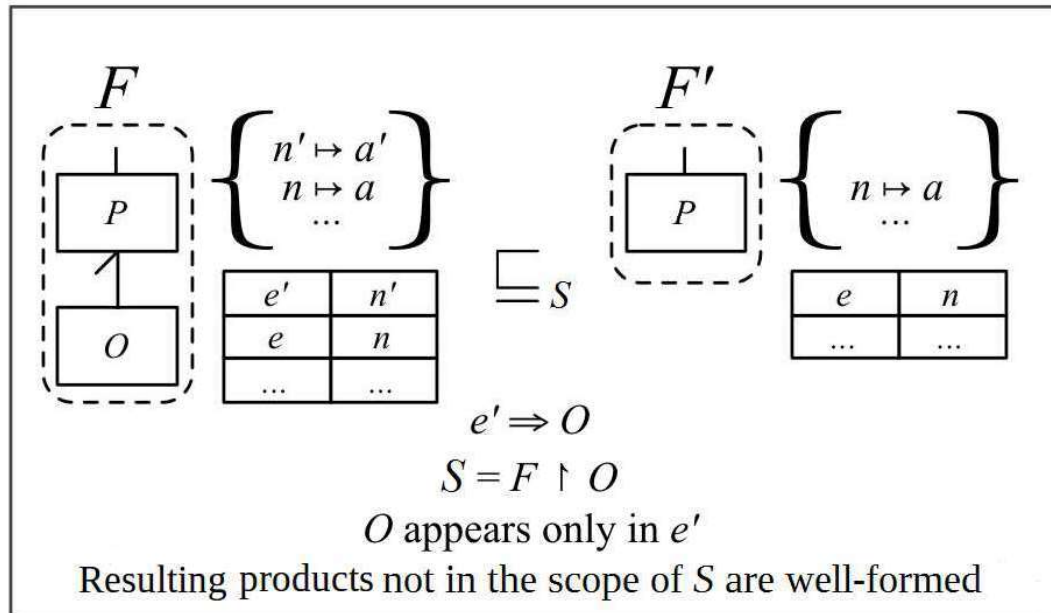 F
F'
n' ↦ a'
n ↦ a
...
n ↦ a
...
P
P
e' n'
e n
... ...
⊑S
e n
... ...
O
e' ⇒ O
S = F ↾ O
O appears only in e'
Resulting products not in the scope of S are well-formed